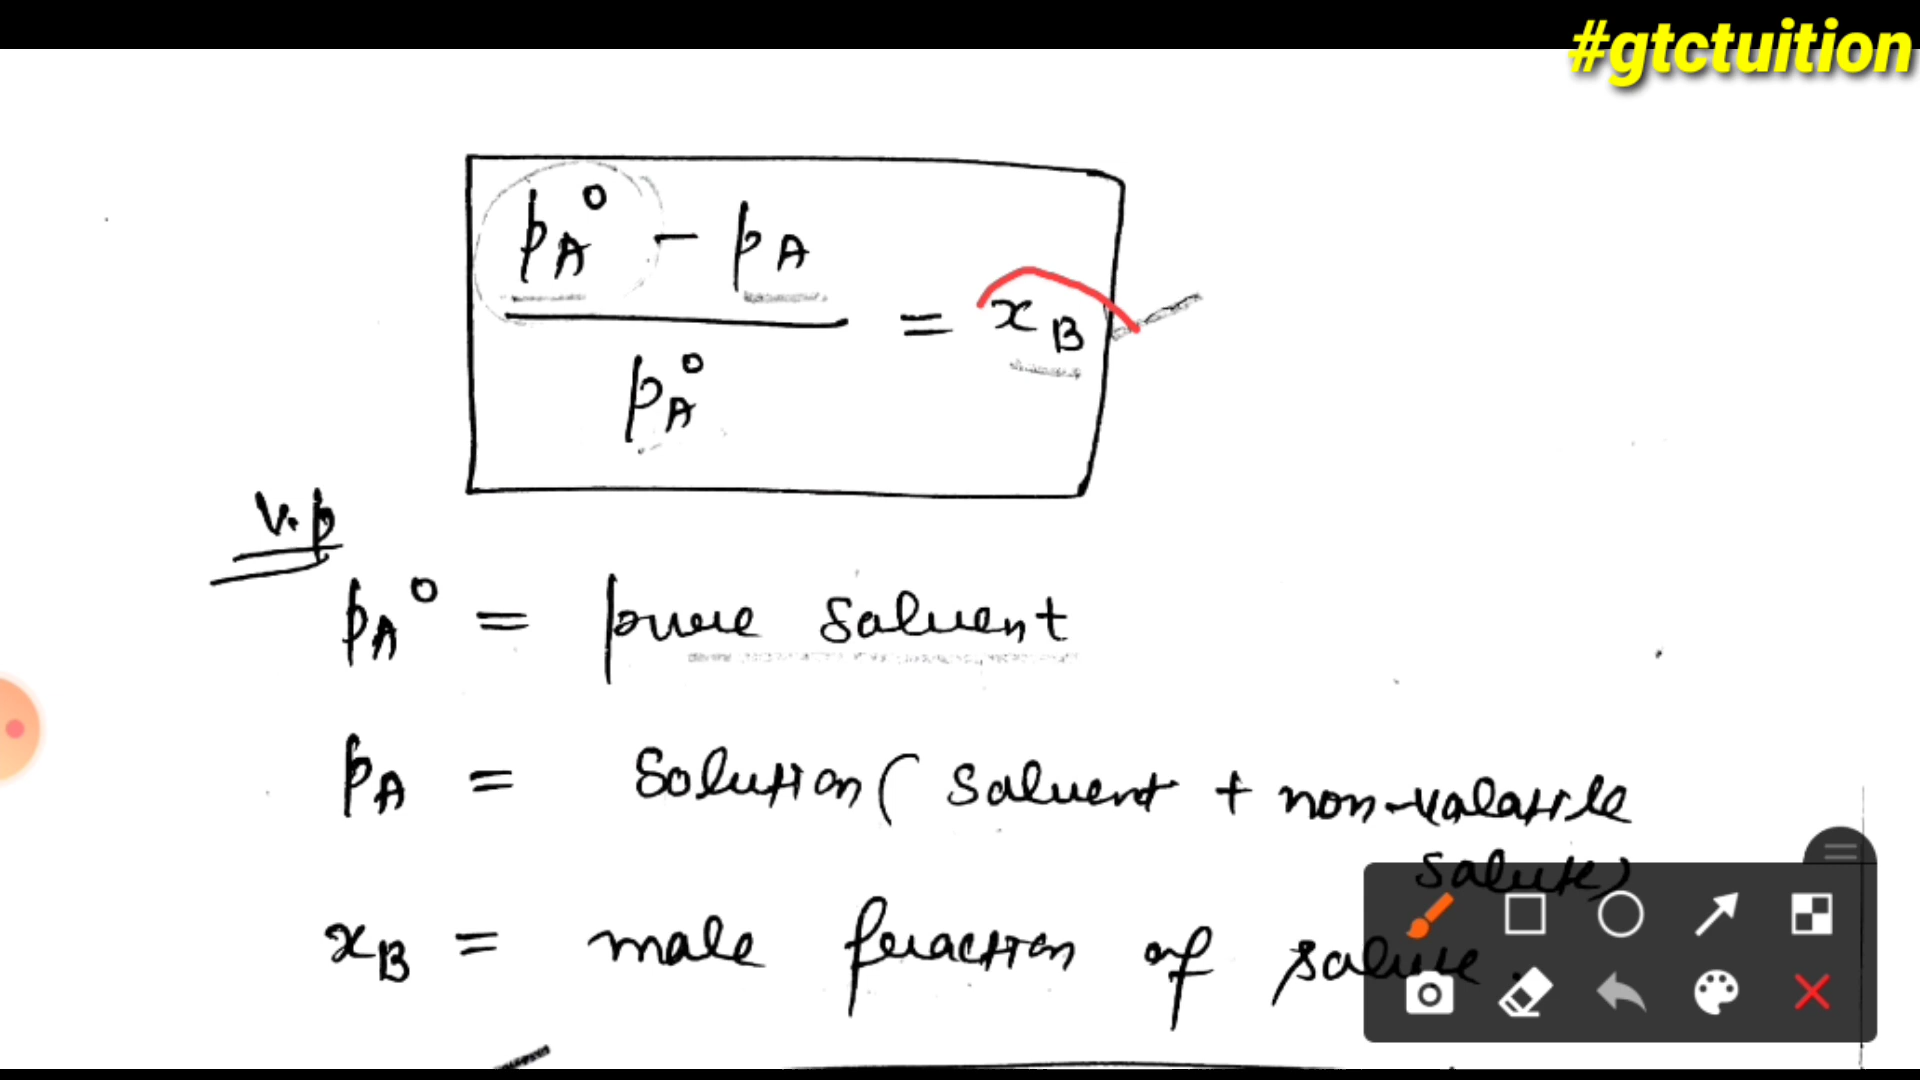 #gtctuition
pA° - pA
———— = xB
pA°
V.p
pA° = pure solvent
pA = Solution (solvent + non-volatile
solute)
xB = mole fraction of solute.